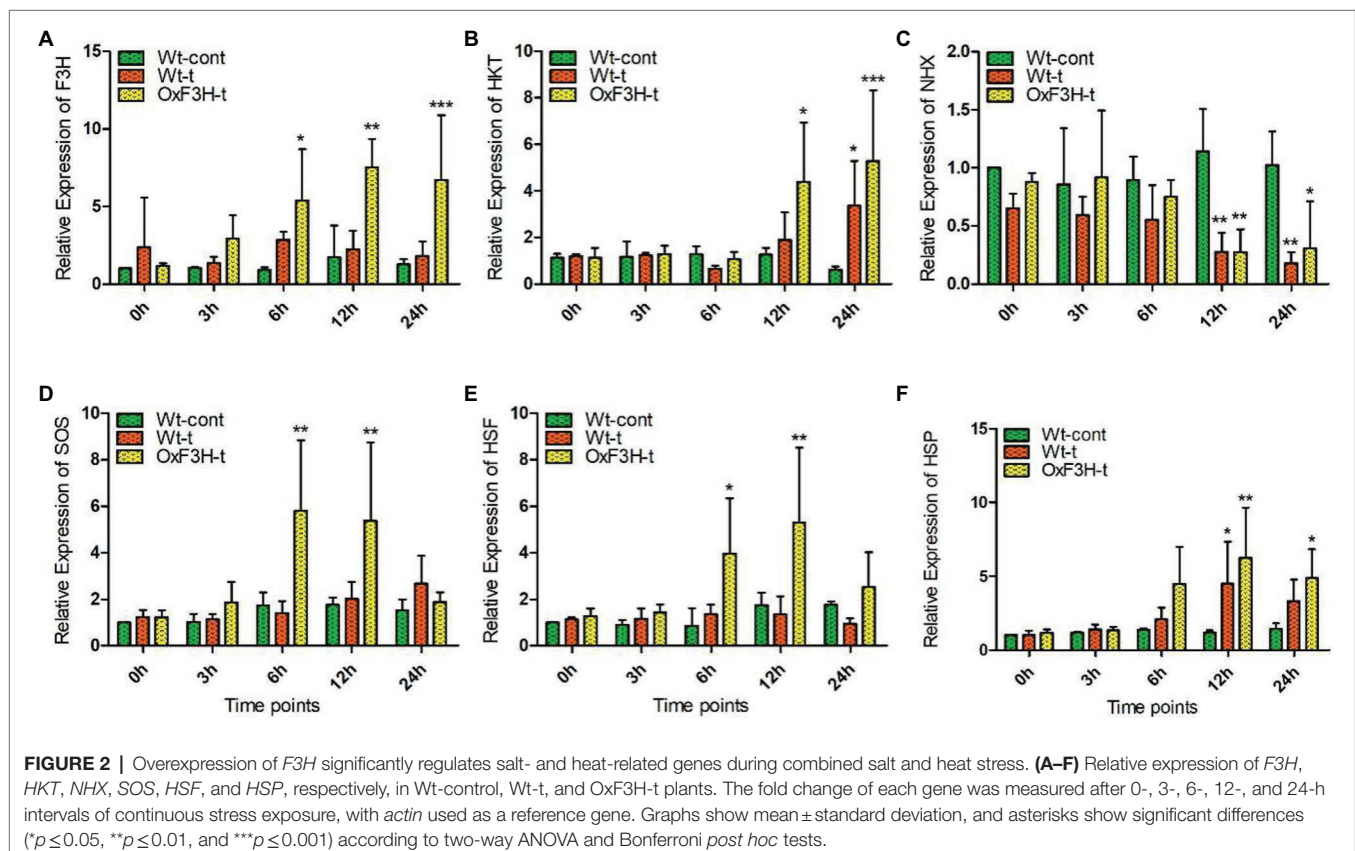 A
Relative Expression of F3H
15
10
5
0
Wt-cont
Wt-t
OxF3H-t
*
**
***
0h
3h
6h
12h
24h
B
Relative Expression of HKT
10
8
6
4
2
0
Wt-cont
Wt-t
OxF3H-t
*
*
***
0h
3h
6h
12h
24h
C
Relative Expression of NHX
2.0
1.5
1.0
0.5
0.0
Wt-cont
Wt-t
OxF3H-t
**
**
**
*
0h
3h
6h
12h
24h
D
Relative Expression of SOS
10
8
6
4
2
0
Wt-cont
Wt-t
OxF3H-t
**
**
0h
3h
6h
12h
24h
Time points
E
Relative Expression of HSF
10
8
6
4
2
0
Wt-cont
Wt-t
OxF3H-t
*
**
0h
3h
6h
12h
24h
Time points
F
Relative Expression of HSP
15
10
5
0
Wt-cont
Wt-t
OxF3H-t
*
**
*
0h
3h
6h
12h
24h
Time points
FIGURE 2 | Overexpression of F3H significantly regulates salt- and heat-related genes during combined salt and heat stress. (A–F) Relative expression of F3H,
HKT, NHX, SOS, HSF, and HSP, respectively, in Wt-control, Wt-t, and OxF3H-t plants. The fold change of each gene was measured after 0-, 3-, 6-, 12-, and 24-h
intervals of continuous stress exposure, with actin used as a reference gene. Graphs show mean ± standard deviation, and asterisks show significant differences
(*p ≤ 0.05, **p ≤ 0.01, and ***p ≤ 0.001) according to two-way ANOVA and Bonferroni post hoc tests.